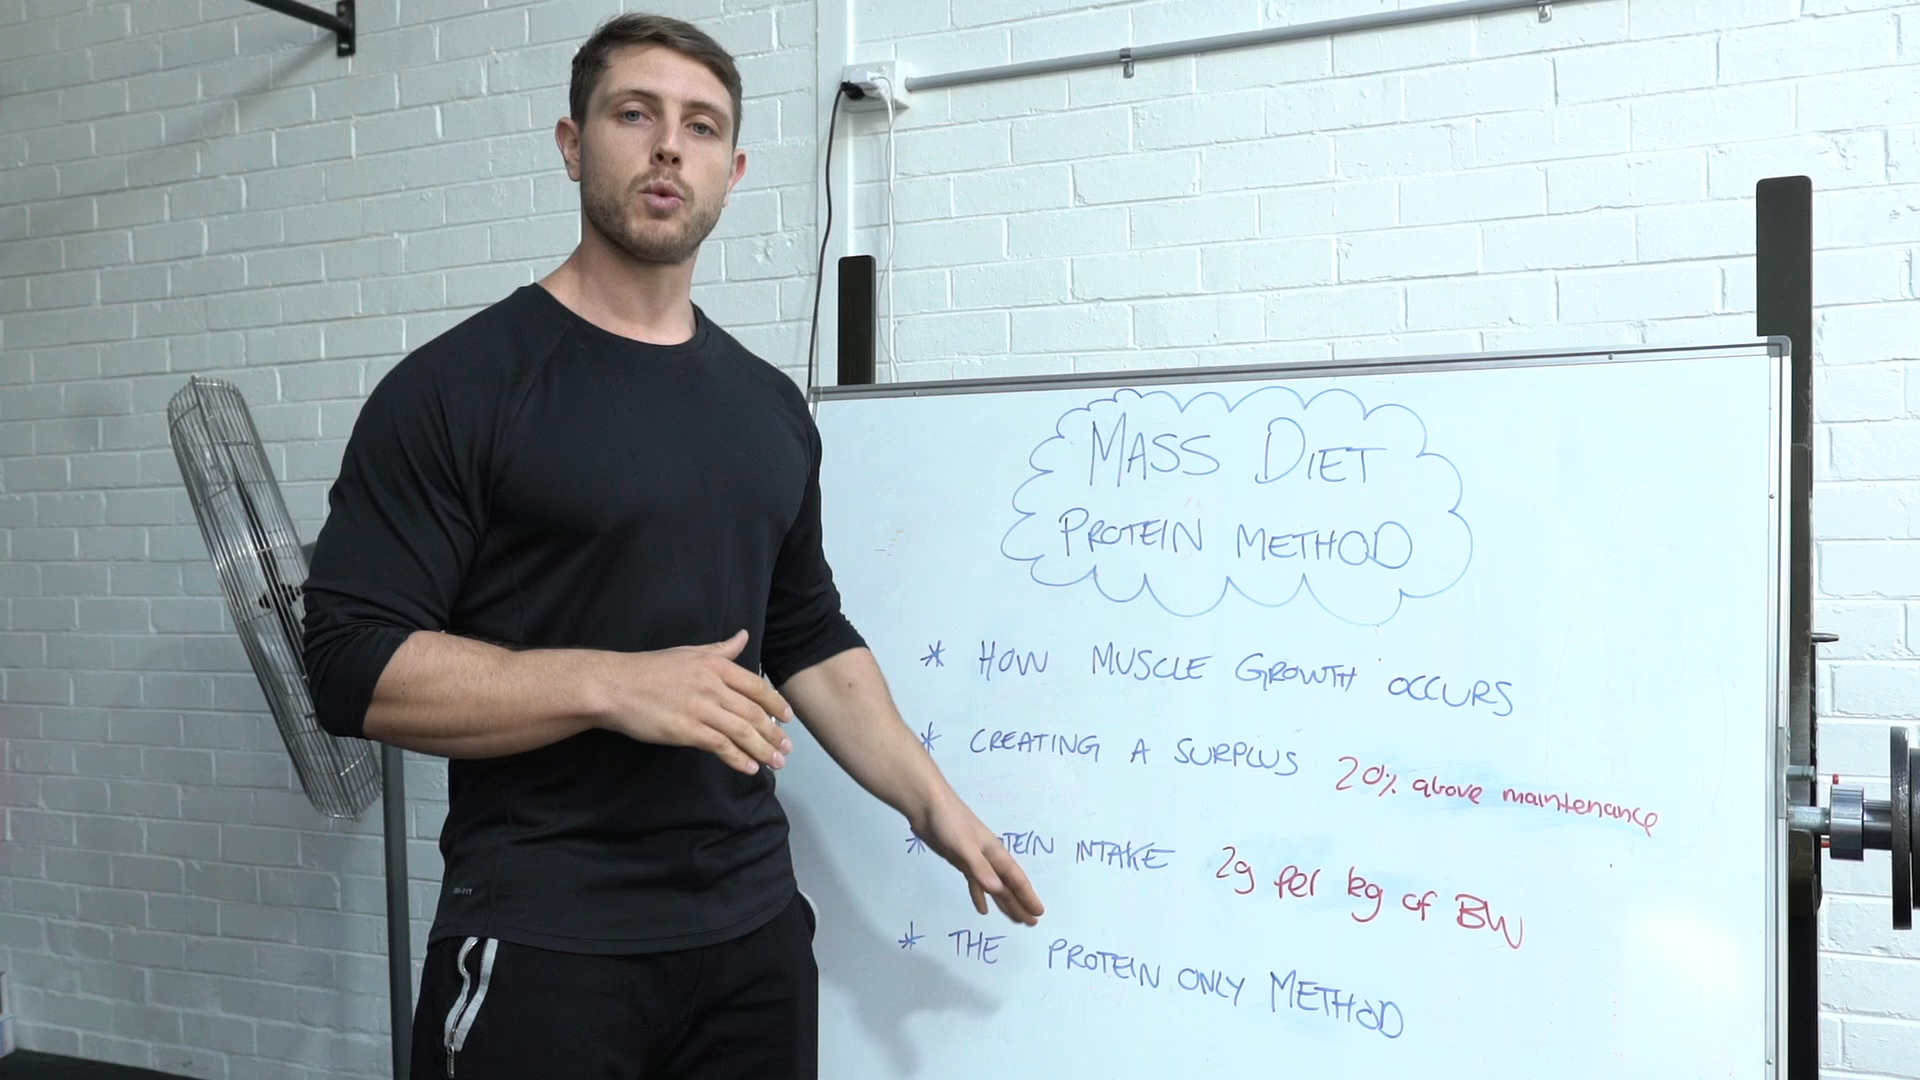 MASS DIET
PROTEIN METHOD
* HOW MUSCLE GROWTH OCCURS
* CREATING A SURPLUS 20% above maintenance
* TEIN INTAKE 2g per kg of BW
* THE PROTEIN ONLY METHOD